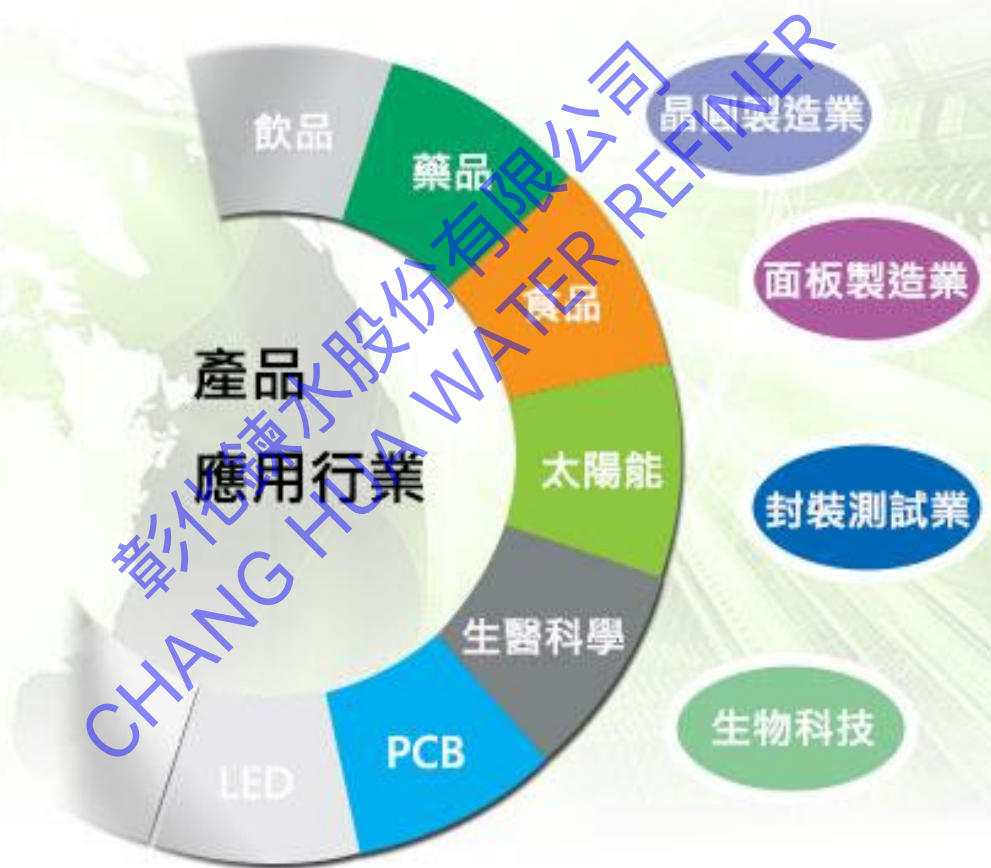 飲品
藥品
食品
太陽能
生醫科學
PCB
LED
產品
應用行業
晶圓製造業
面板製造業
封裝測試業
生物科技
彰化鍊水股份有限公司
CHANG HUA WATER REFINER